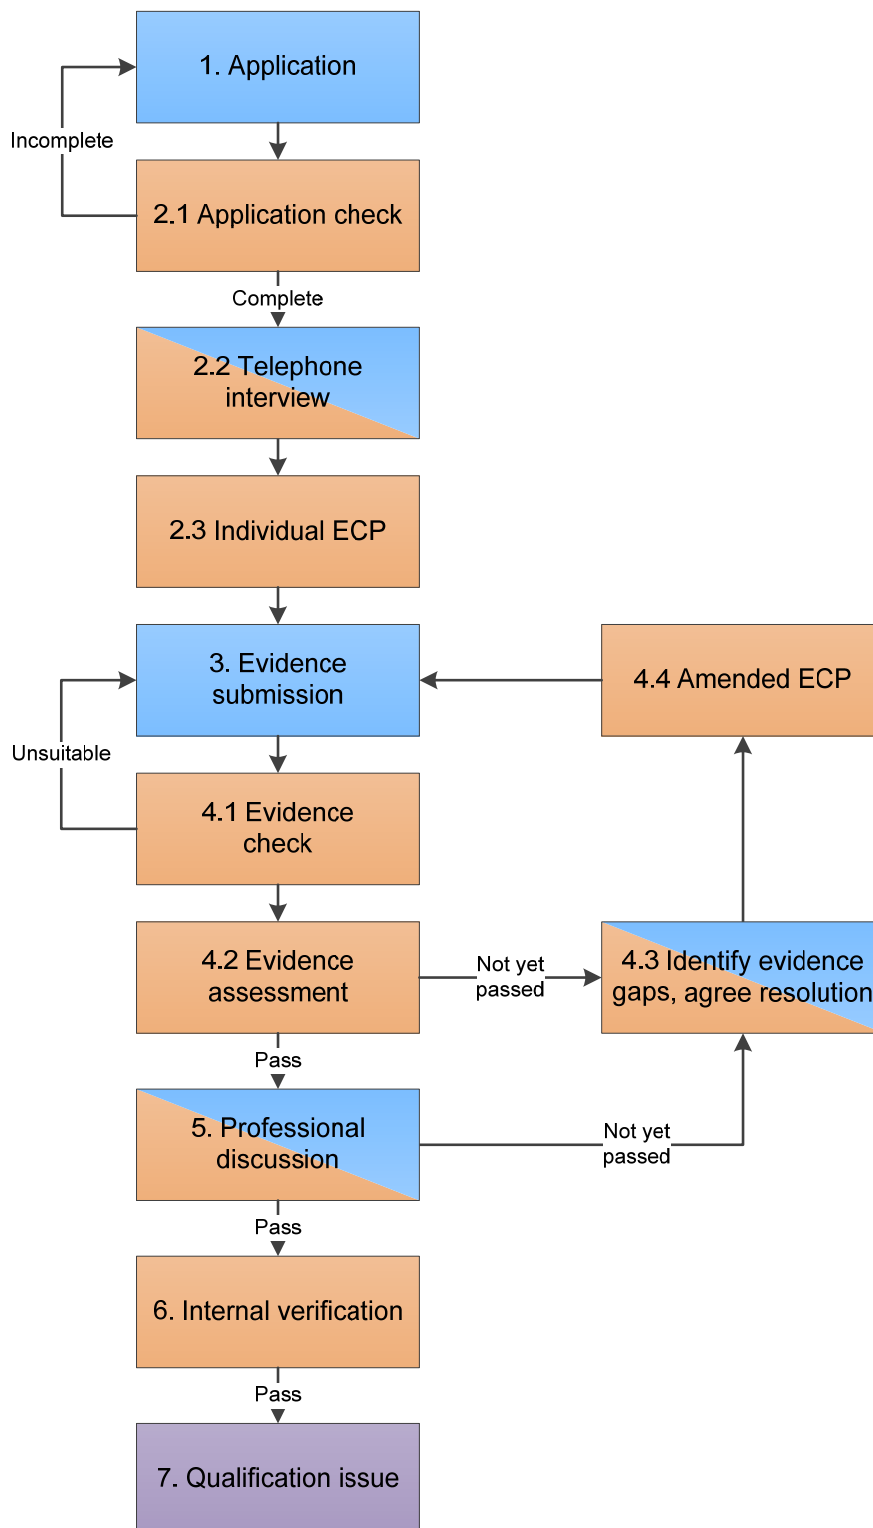 1. Application
Incomplete
2.1 Application check
Complete
2.2 Telephone
interview
2.3 Individual ECP
3. Evidence
submission
4.4 Amended ECP
Unsuitable
4.1 Evidence
check
4.2 Evidence
assessment
Not yet
passed
4.3 Identify evidence
gaps, agree resolution
Pass
5. Professional
discussion
Not yet
passed
Pass
6. Internal verification
Pass
7. Qualification issue